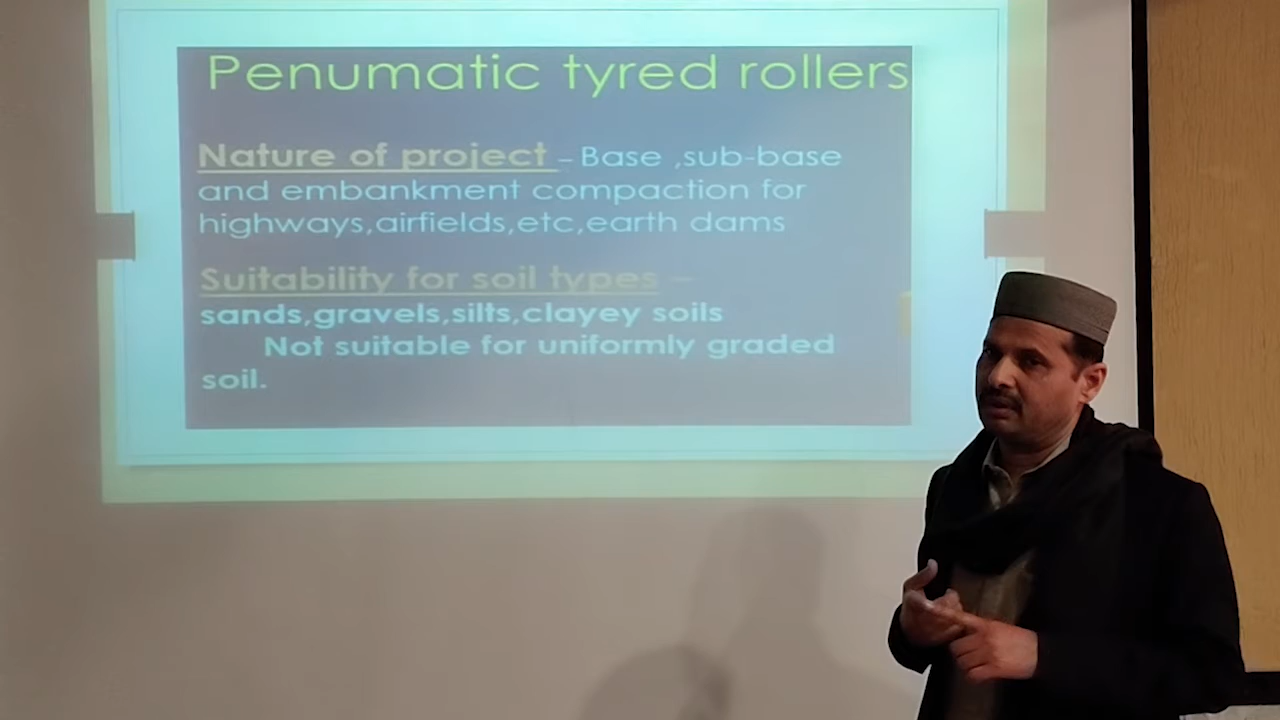 Penumatic tyred rollers
Nature of project – Base ,sub-base
and embankment compaction for
highways,airfields,etc,earth dams
Suitability for soil types –
sands,gravels,silts,clayey soils
Not suitable for uniformly graded
soil.